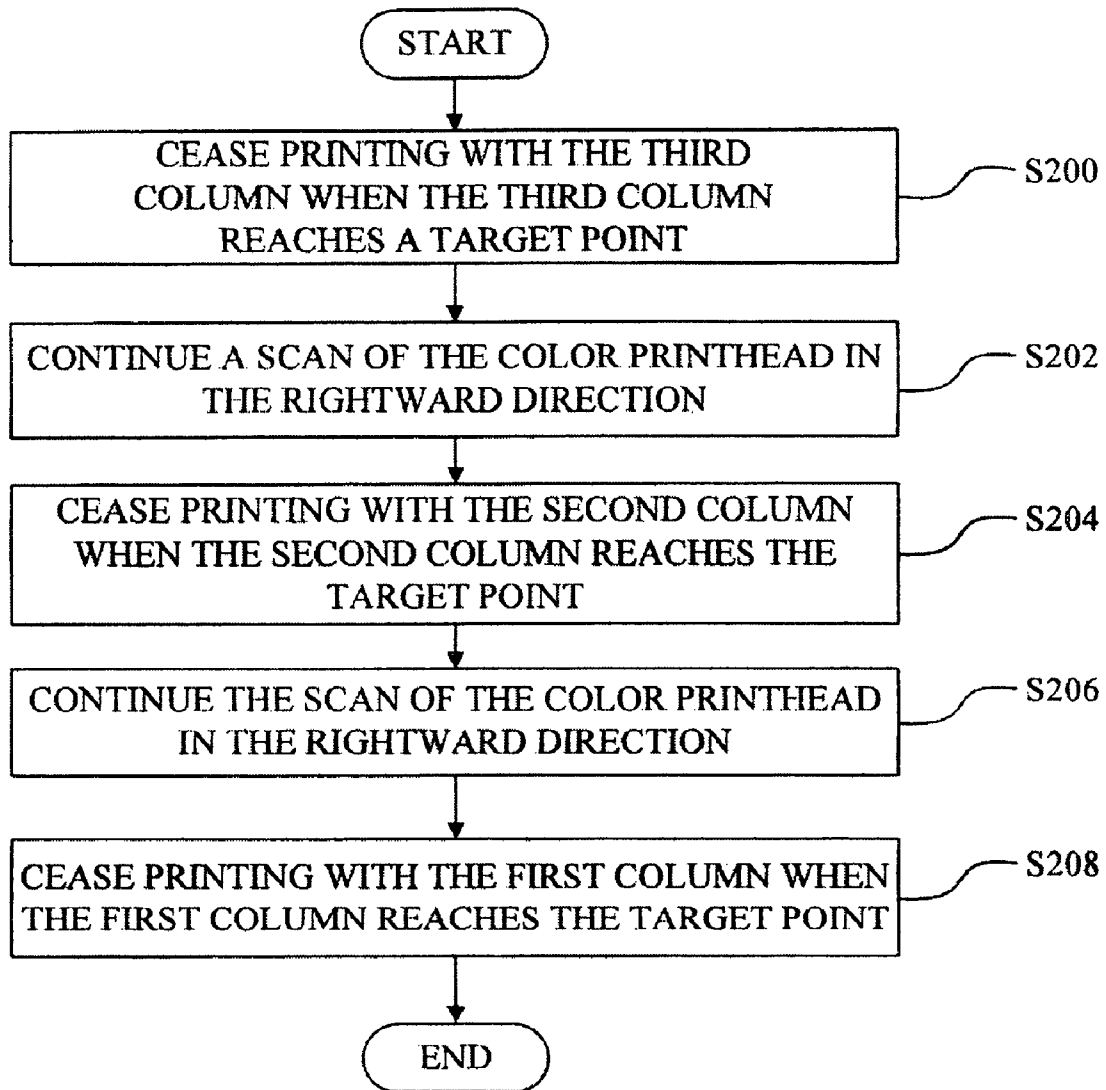 START
CEASE PRINTING WITH THE THIRD
COLUMN WHEN THE THIRD COLUMN
REACHES A TARGET POINT
S200
CONTINUE A SCAN OF THE COLOR PRINTHEAD IN
THE RIGHTWARD DIRECTION
S202
CEASE PRINTING WITH THE SECOND COLUMN
WHEN THE SECOND COLUMN REACHES THE
TARGET POINT
S204
CONTINUE THE SCAN OF THE COLOR PRINTHEAD
IN THE RIGHTWARD DIRECTION
S206
CEASE PRINTING WITH THE FIRST COLUMN WHEN
THE FIRST COLUMN REACHES THE TARGET POINT
S208
END